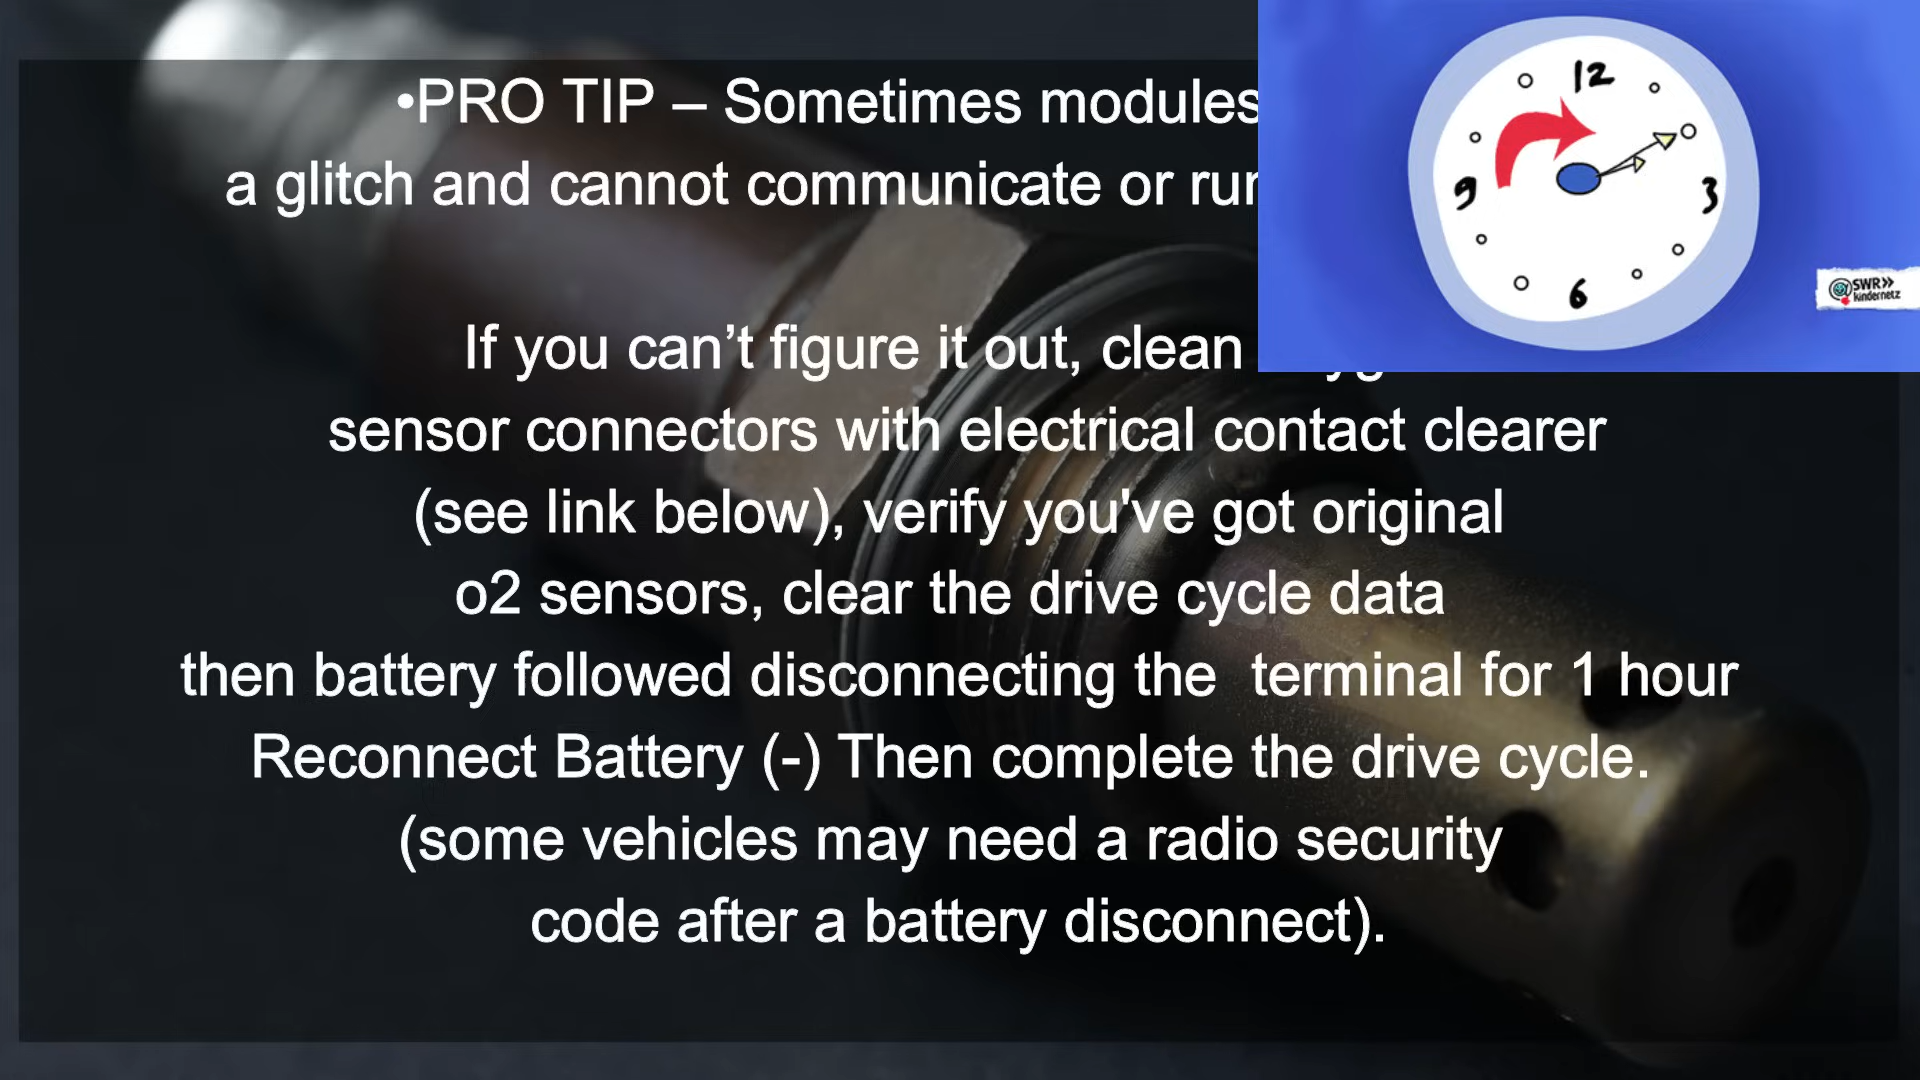 •PRO TIP – Sometimes modules
a glitch and cannot communicate or run
If you can’t figure it out, clean
sensor connectors with electrical contact clearer
(see link below), verify you've got original
o2 sensors, clear the drive cycle data
then battery followed disconnecting the  terminal for 1 hour
Reconnect Battery (-) Then complete the drive cycle.
(some vehicles may need a radio security
code after a battery disconnect).
12
9
3
6
SWR»
kindernetz